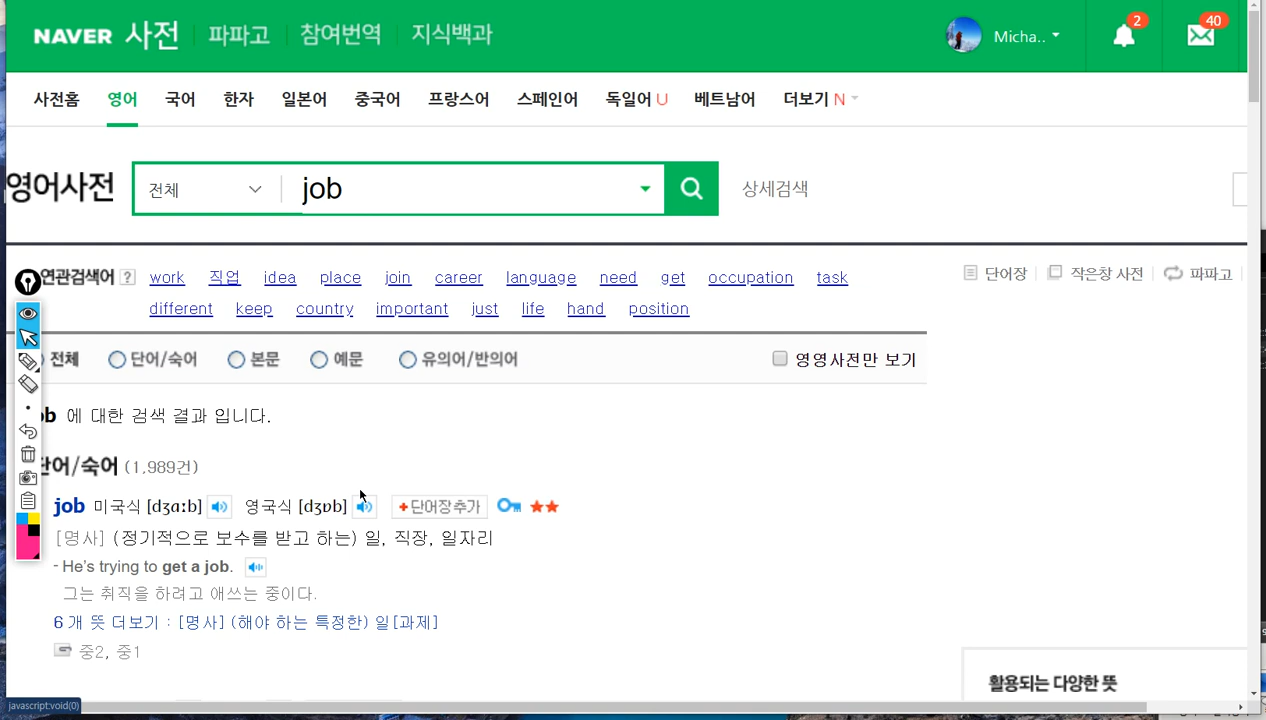 NAVER 사전 파파고 참여번역 지식백과 Micha.. 2 40
사전홈 영어 국어 한자 일본어 중국어 프랑스어 스페인어 독일어 U 베트남어 더보기 N
영어사전 전체 job 상세검색
연관검색어 ? work 직업 idea place join career language need get occupation task
different keep country important just life hand position
단어장 작은창 사전 파파고
전체 단어/숙어 본문 예문 유의어/반의어 영영사전만 보기
ob 에 대한 검색 결과 입니다.
단어/숙어 (1,989건)
job 미국식 [dʒɑːb] 영국식 [dʒɒb] +단어장추가 ★★
[명사] (정기적으로 보수를 받고 하는) 일, 직장, 일자리
- He's trying to get a job.
그는 취직을 하려고 애쓰는 중이다.
6 개 뜻 더보기 : [명사] (해야 하는 특정한) 일[과제]
중2, 중1
활용되는 다양한 뜻
javascript:void(0)